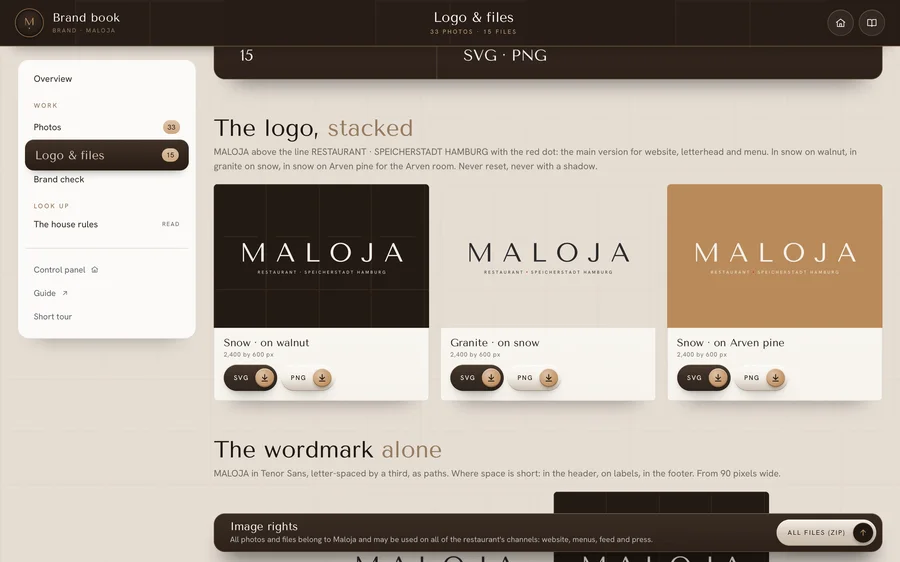 M
Brand book
BRAND · MALOJA
Logo & files
33 PHOTOS · 15 FILES
Overview
WORK
Photos 33
Logo & files 15
Brand check
LOOK UP
The house rules READ
Control panel
Guide
Short tour
15 SVG · PNG
The logo, stacked
MALOJA above the line RESTAURANT · SPEICHERSTADT HAMBURG with the red dot: the main version for website, letterhead and menu. In snow on walnut, in
granite on snow, in snow on Arven pine for the Arven room. Never reset, never with a shadow.
MALOJA
RESTAURANT · SPEICHERSTADT HAMBURG
Snow · on walnut
2,400 by 600 px
SVG PNG
MALOJA
RESTAURANT · SPEICHERSTADT HAMBURG
Granite · on snow
2,400 by 600 px
SVG PNG
MALOJA
RESTAURANT · SPEICHERSTADT HAMBURG
Snow · on Arven pine
2,400 by 600 px
SVG PNG
The wordmark alone
MALOJA in Tenor Sans, letter-spaced by a third, as paths. Where space is short: in the header, on labels, in the footer. From 90 pixels wide.
Image rights
All photos and files belong to Maloja and may be used on all of the restaurant's channels: website, menus, feed and press.
ALL FILES (ZIP)
MALOJA
MALOJA